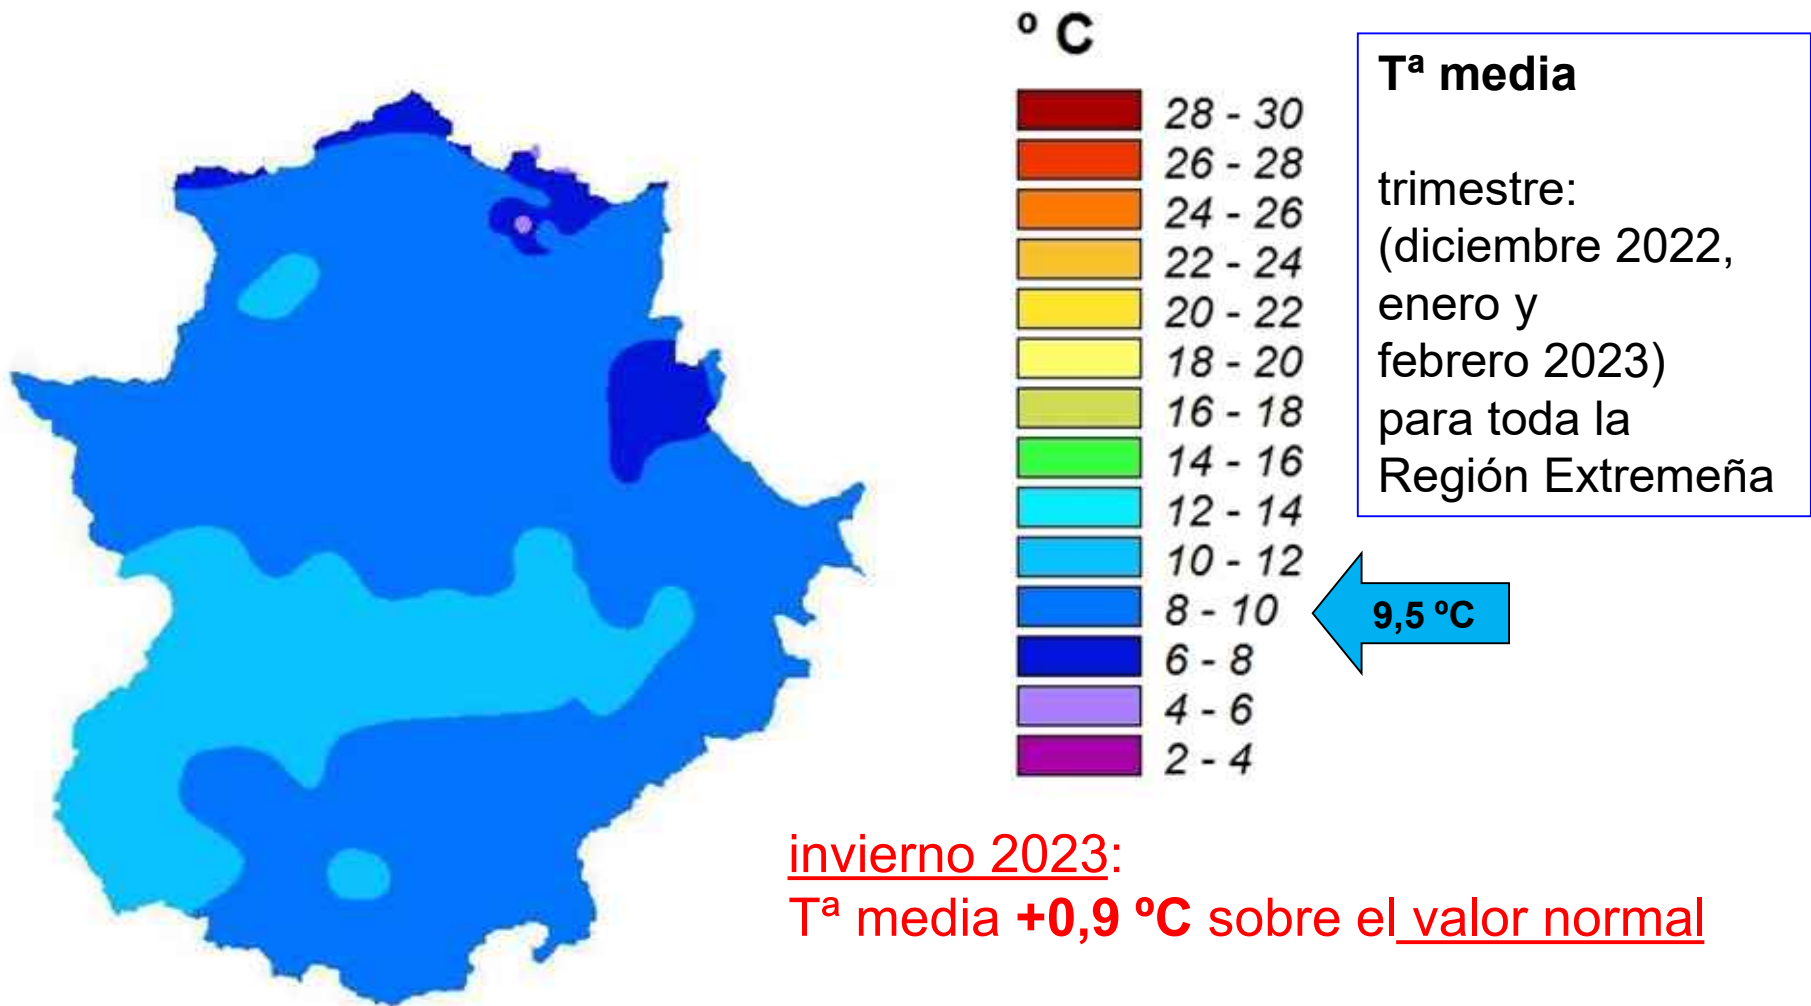 º C
28 - 30
26 - 28
24 - 26
22 - 24
20 - 22
18 - 20
16 - 18
14 - 16
12 - 14
10 - 12
8 - 10
6 - 8
4 - 6
2 - 4
Tª media
trimestre:
(diciembre 2022,
enero y
febrero 2023)
para toda la
Región Extremeña
9,5 ºC
invierno 2023:
Tª media +0,9 ºC sobre el valor normal